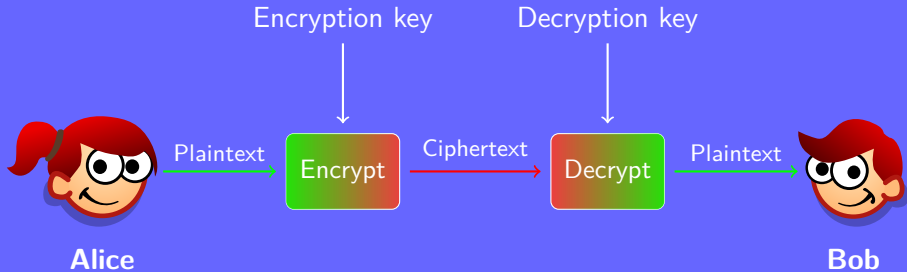 Encryption key
Decryption key
Plaintext
Encrypt
Ciphertext
Decrypt
Plaintext
Alice
Bob